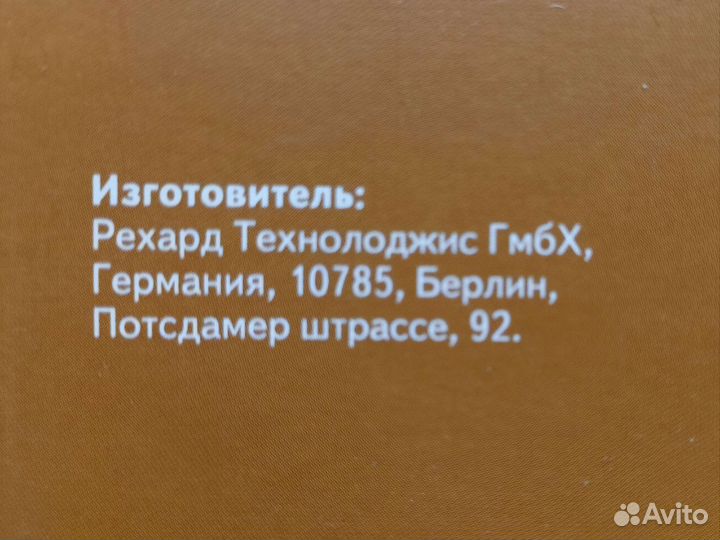 Изготовитель:
Рехард Технолоджис ГмбХ,
Германия, 10785, Берлин,
Потсдамер штрассе, 92.
Avito